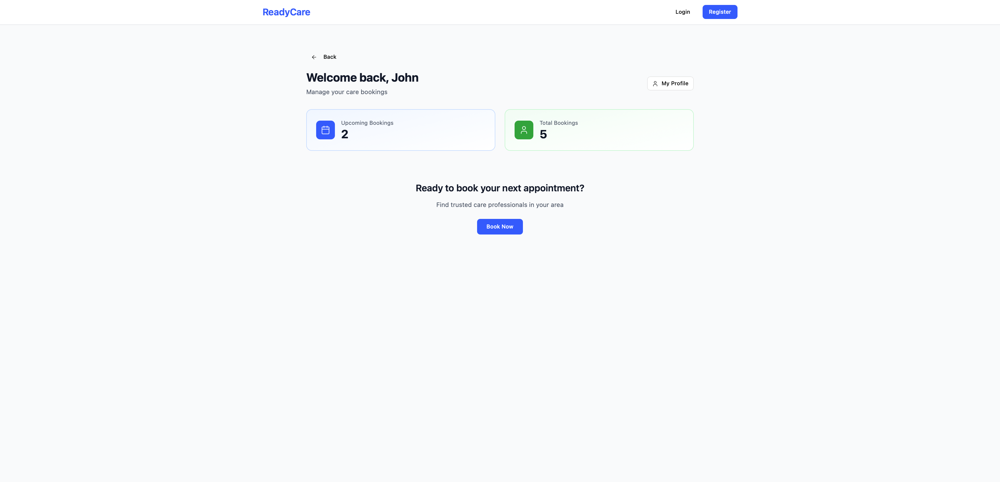 ReadyCare
Login
Register
Back
Welcome back, John
Manage your care bookings
My Profile
Upcoming Bookings
2
Total Bookings
5
Ready to book your next appointment?
Find trusted care professionals in your area
Book Now